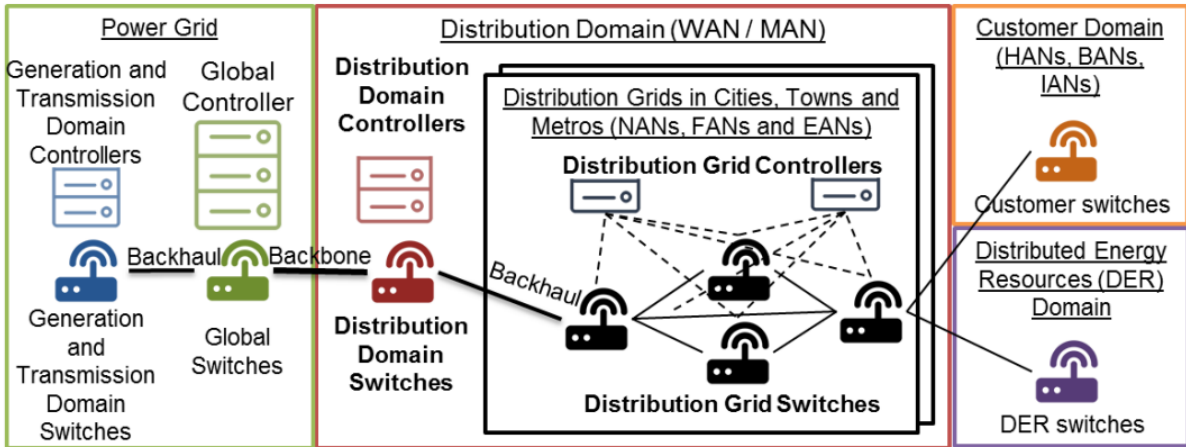 Power Grid
Generation and
Transmission
Domain
Controllers
Global
Controller
Backhaul
Backbone
Generation
and
Transmission
Domain
Switches
Global
Switches
Distribution Domain (WAN / MAN)
Distribution
Domain
Controllers
Distribution
Domain
Switches
Backhaul
Distribution Grids in Cities, Towns and
Metros (NANs, FANs and EANs)
Distribution Grid Controllers
Distribution Grid Switches
Customer Domain
(HANs, BANs,
IANs)
Customer switches
Distributed Energy
Resources (DER)
Domain
DER switches